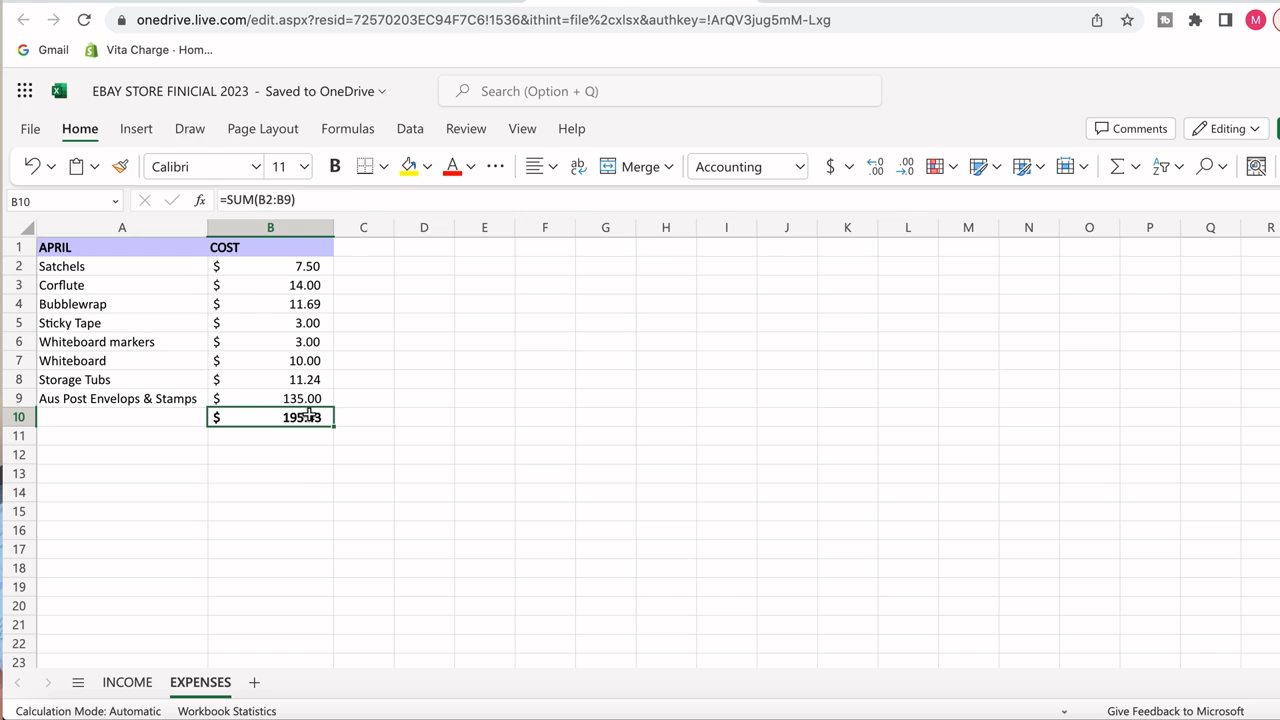 onedrive.live.com/edit.aspx?resid=72570203EC94F7C6!1536&ithint=file%2cxlsx&authkey=!ArQV3jug5mM-Lxg
M
Gmail
Vita Charge · Hom...
EBAY STORE FINICIAL 2023 - Saved to OneDrive
Search (Option + Q)
File Home Insert Draw Page Layout Formulas Data Review View Help
Comments
Editing
Calibri 11 B A ab Merge Accounting $
B10 fx =SUM(B2:B9)
A B C D E F G H I J K L M N O P Q R
1 APRIL COST
2 Satchels $ 7.50
3 Corflute $ 14.00
4 Bubblewrap $ 11.69
5 Sticky Tape $ 3.00
6 Whiteboard markers $ 3.00
7 Whiteboard $ 10.00
8 Storage Tubs $ 11.24
9 Aus Post Envelops & Stamps $ 135.00
10 $
11
12
13
14
15
16
17
18
19
20
21
22
23
INCOME EXPENSES
Calculation Mode: Automatic Workbook Statistics
Give Feedback to Microsoft